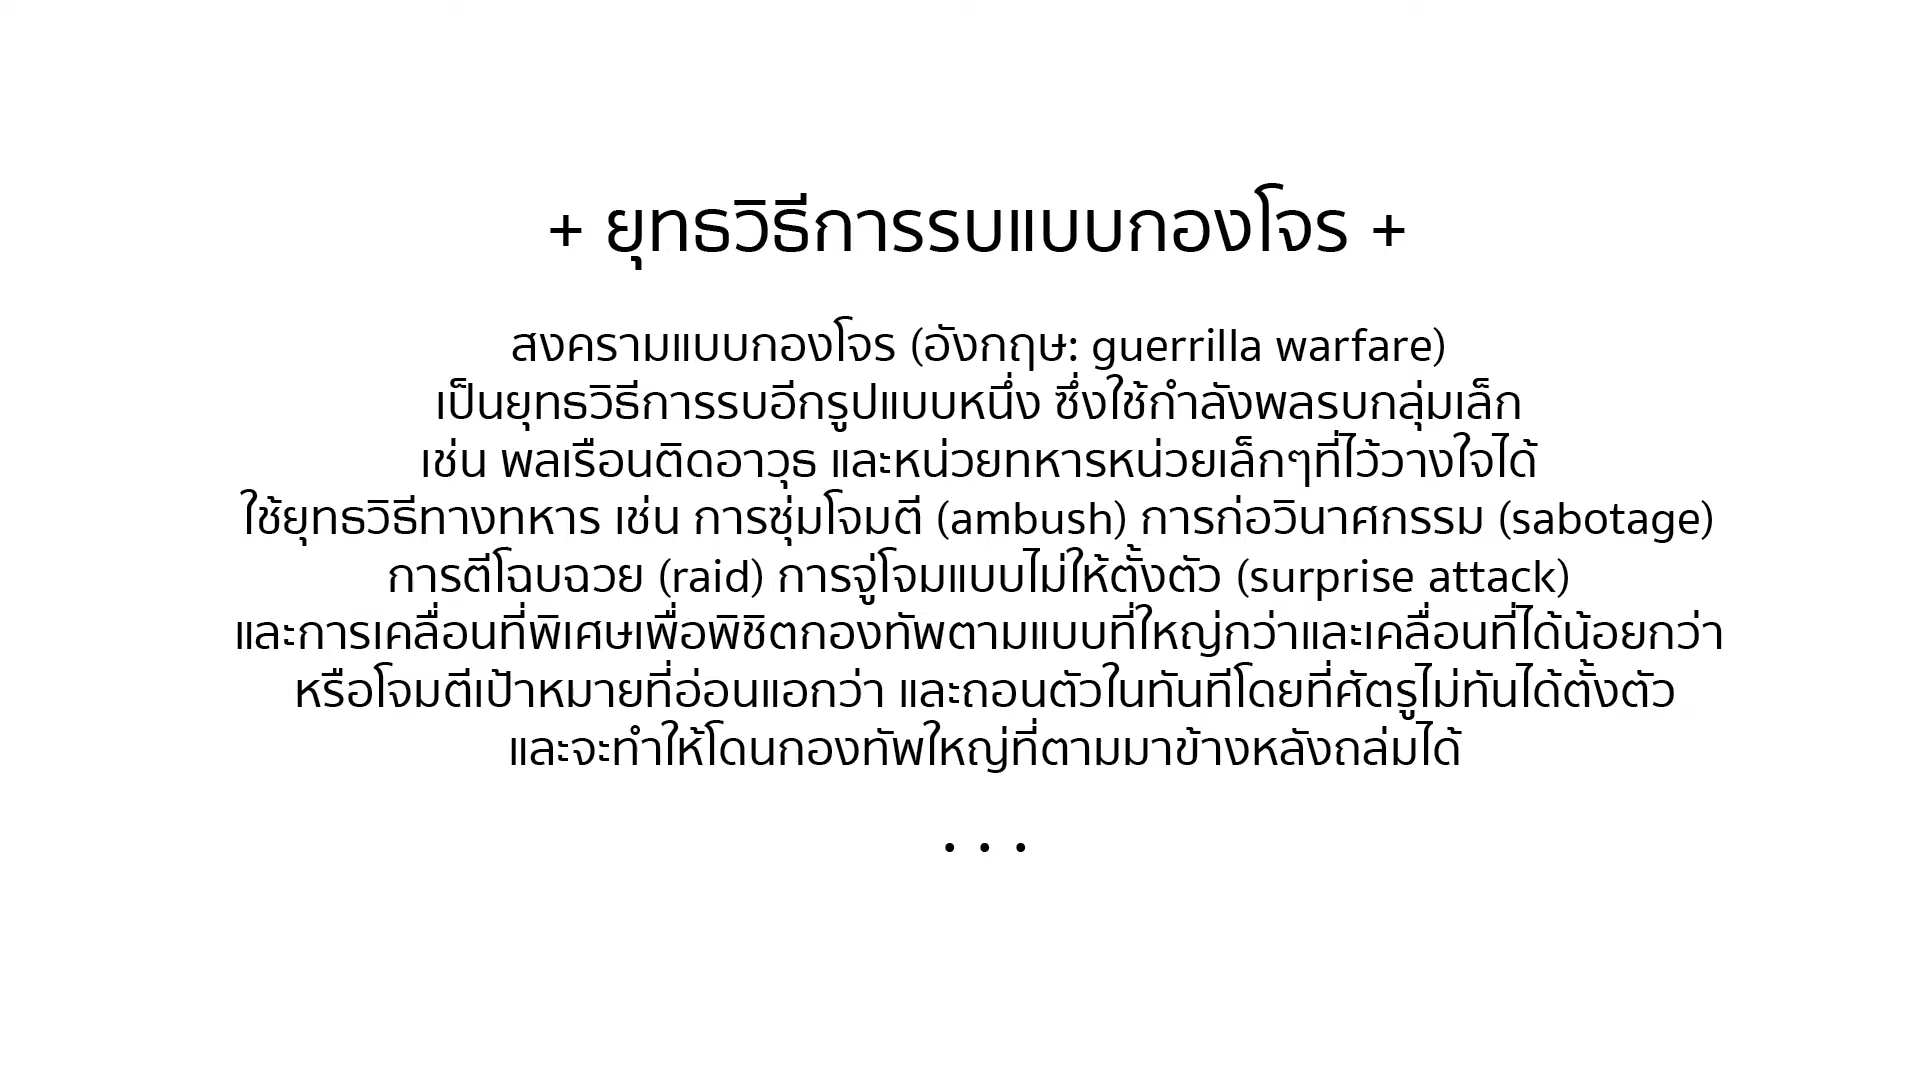 + ยุทธวิธีการรบแบบกองโจร +
สงครามแบบกองโจร (อังกฤษ: guerrilla warfare)
เป็นยุทธวิธีการรบอีกรูปแบบหนึ่ง ซึ่งใช้กำลังพลรบกลุ่มเล็ก
เช่น พลเรือนติดอาวุธ และหน่วยทหารหน่วยเล็กๆที่ไว้วางใจได้
ใช้ยุทธวิธีทางทหาร เช่น การซุ่มโจมตี (ambush) การก่อวินาศกรรม (sabotage)
การตีโฉบฉวย (raid) การจู่โจมแบบไม่ให้ตั้งตัว (surprise attack)
และการเคลื่อนที่พิเศษเพื่อพิชิตกองทัพตามแบบที่ใหญ่กว่าและเคลื่อนที่ได้น้อยกว่า
หรือโจมตีเป้าหมายที่อ่อนแอกว่า และถอนตัวในทันทีโดยที่ศัตรูไม่ทันได้ตั้งตัว
และจะทำให้โดนกองทัพใหญ่ที่ตามมาข้างหลังถล่มได้
. . .